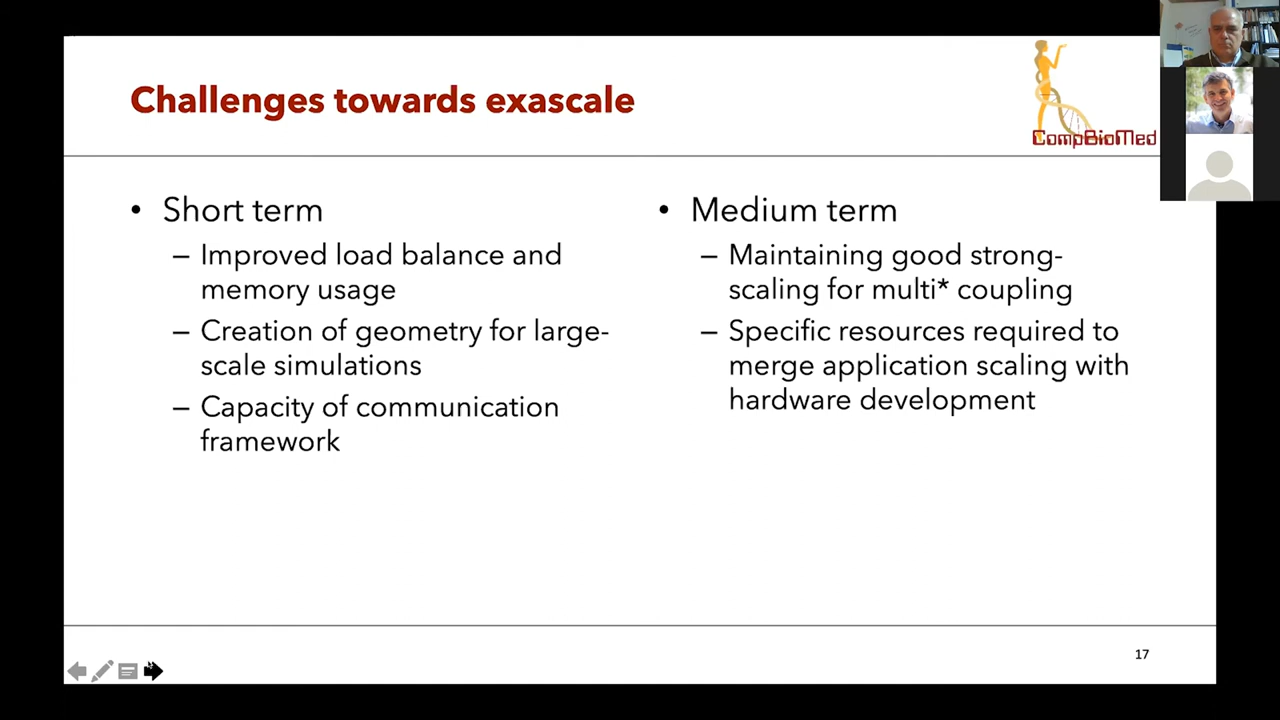 Challenges towards exascale
CompBioMed
• Short term
– Improved load balance and
memory usage
– Creation of geometry for large-
scale simulations
– Capacity of communication
framework
• Medium term
– Maintaining good strong-
scaling for multi* coupling
– Specific resources required to
merge application scaling with
hardware development
17